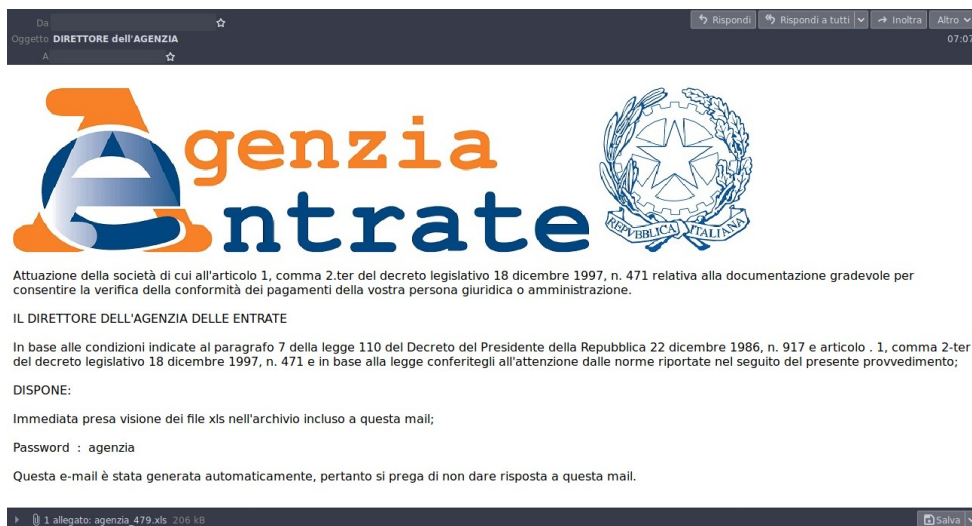 Da
Rispondi Rispondi a tutti Inoltra Altro
Oggetto DIRETTORE dell'AGENZIA
07:07
A
Agenzia
entrate
REPVBBLICA ITALIANA
Attuazione della società di cui all'articolo 1, comma 2.ter del decreto legislativo 18 dicembre 1997, n. 471 relativa alla documentazione gradevole per
consentire la verifica della conformità dei pagamenti della vostra persona giuridica o amministrazione.
IL DIRETTORE DELL'AGENZIA DELLE ENTRATE
In base alle condizioni indicate al paragrafo 7 della legge 110 del Decreto del Presidente della Repubblica 22 dicembre 1986, n. 917 e articolo . 1, comma 2-ter
del decreto legislativo 18 dicembre 1997, n. 471 e in base alla legge conferitegli all'attenzione dalle norme riportate nel seguito del presente provvedimento;
DISPONE:
Immediata presa visione dei file xls nell'archivio incluso a questa mail;
Password : agenzia
Questa e-mail è stata generata automaticamente, pertanto si prega di non dare risposta a questa mail.
1 allegato: agenzia_479.xls 206 kB
Salva